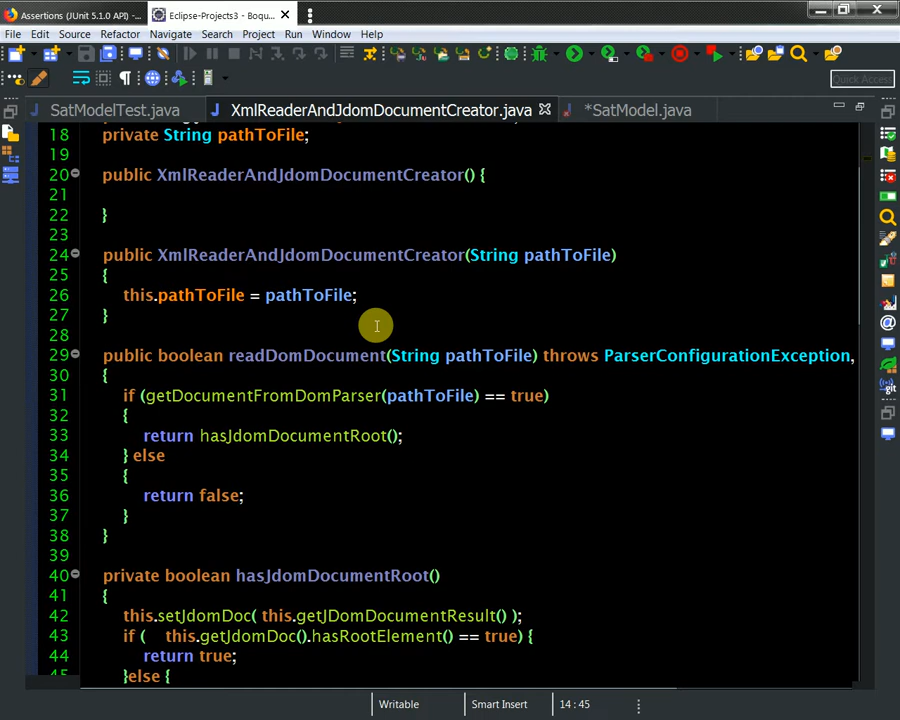 Assertions (JUnit 5.1.0 API) -...
Eclipse-Projects3 - Boqu...
File Edit Source Refactor Navigate Search Project Run Window Help
Quick Access
SatModelTest.java
XmlReaderAndJdomDocumentCreator.java
*SatModel.java
18 private String pathToFile;
19
20 public XmlReaderAndJdomDocumentCreator() {
21
22 }
23
24 public XmlReaderAndJdomDocumentCreator(String pathToFile)
25 {
26 this.pathToFile = pathToFile;
27 }
28
29 public boolean readDomDocument(String pathToFile) throws ParserConfigurationException,
30 {
31 if (getDocumentFromDomParser(pathToFile) == true)
32 {
33 return hasJdomDocumentRoot();
34 } else
35 {
36 return false;
37 }
38 }
39
40 private boolean hasJdomDocumentRoot()
41 {
42 this.setJdomDoc( this.getJDomDocumentResult() );
43 if ( this.getJdomDoc().hasRootElement() == true) {
44 return true;
45 }else {
Writable Smart Insert 14 : 45